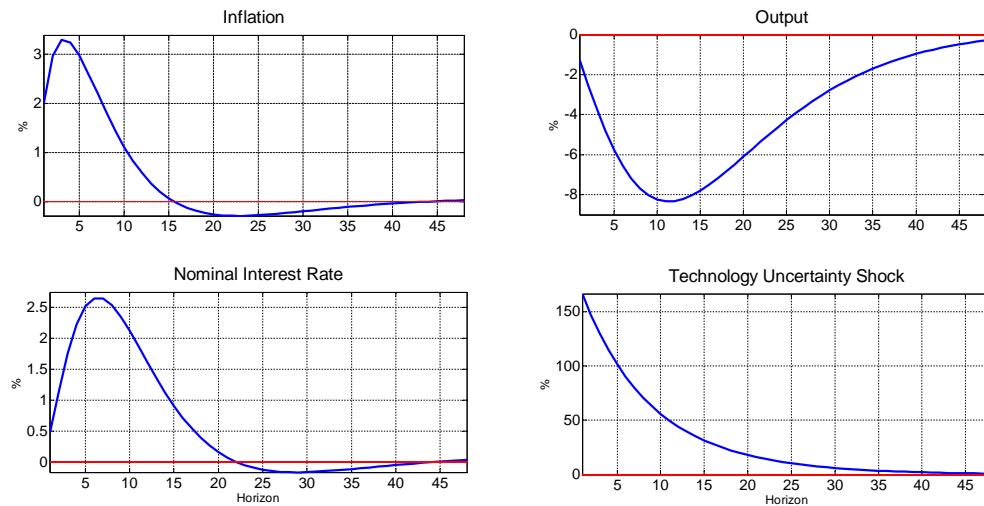 Inflation
%
3
2
1
0
5 10 15 20 25 30 35 40 45
Output
%
0
-2
-4
-6
-8
5 10 15 20 25 30 35 40 45
Nominal Interest Rate
%
2.5
2
1.5
1
0.5
0
5 10 15 20 25 30 35 40 45
Horizon
Technology Uncertainty Shock
%
150
100
50
0
5 10 15 20 25 30 35 40 45
Horizon